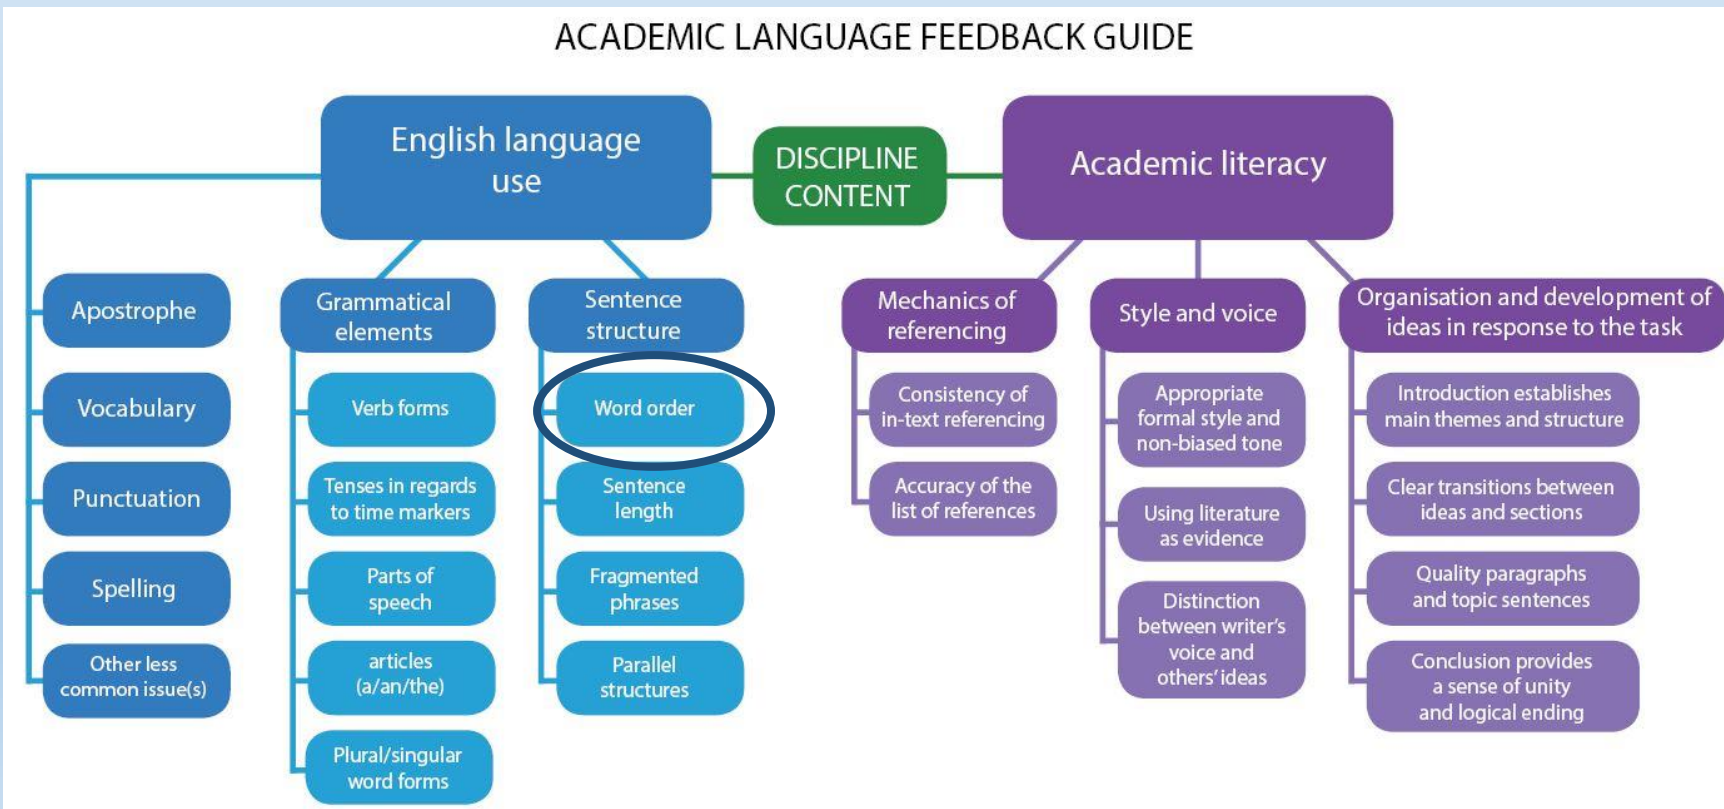 ACADEMIC LANGUAGE FEEDBACK GUIDE
English language
use
DISCIPLINE
CONTENT
Academic literacy
Apostrophe
Vocabulary
Punctuation
Spelling
Other less
common issue(s)
Grammatical
elements
Verb forms
Tenses in regards
to time markers
Parts of
speech
articles
(a/an/the)
Plural/singular
word forms
Sentence
structure
Word order
Sentence
length
Fragmented
phrases
Parallel
structures
Mechanics of
referencing
Consistency of
in-text referencing
Accuracy of the
list of references
Style and voice
Appropriate
formal style and
non-biased tone
Using literature
as evidence
Distinction
between writer's
voice and
others' ideas
Organisation and development of
ideas in response to the task
Introduction establishes
main themes and structure
Clear transitions between
ideas and sections
Quality paragraphs
and topic sentences
Conclusion provides
a sense of unity
and logical ending